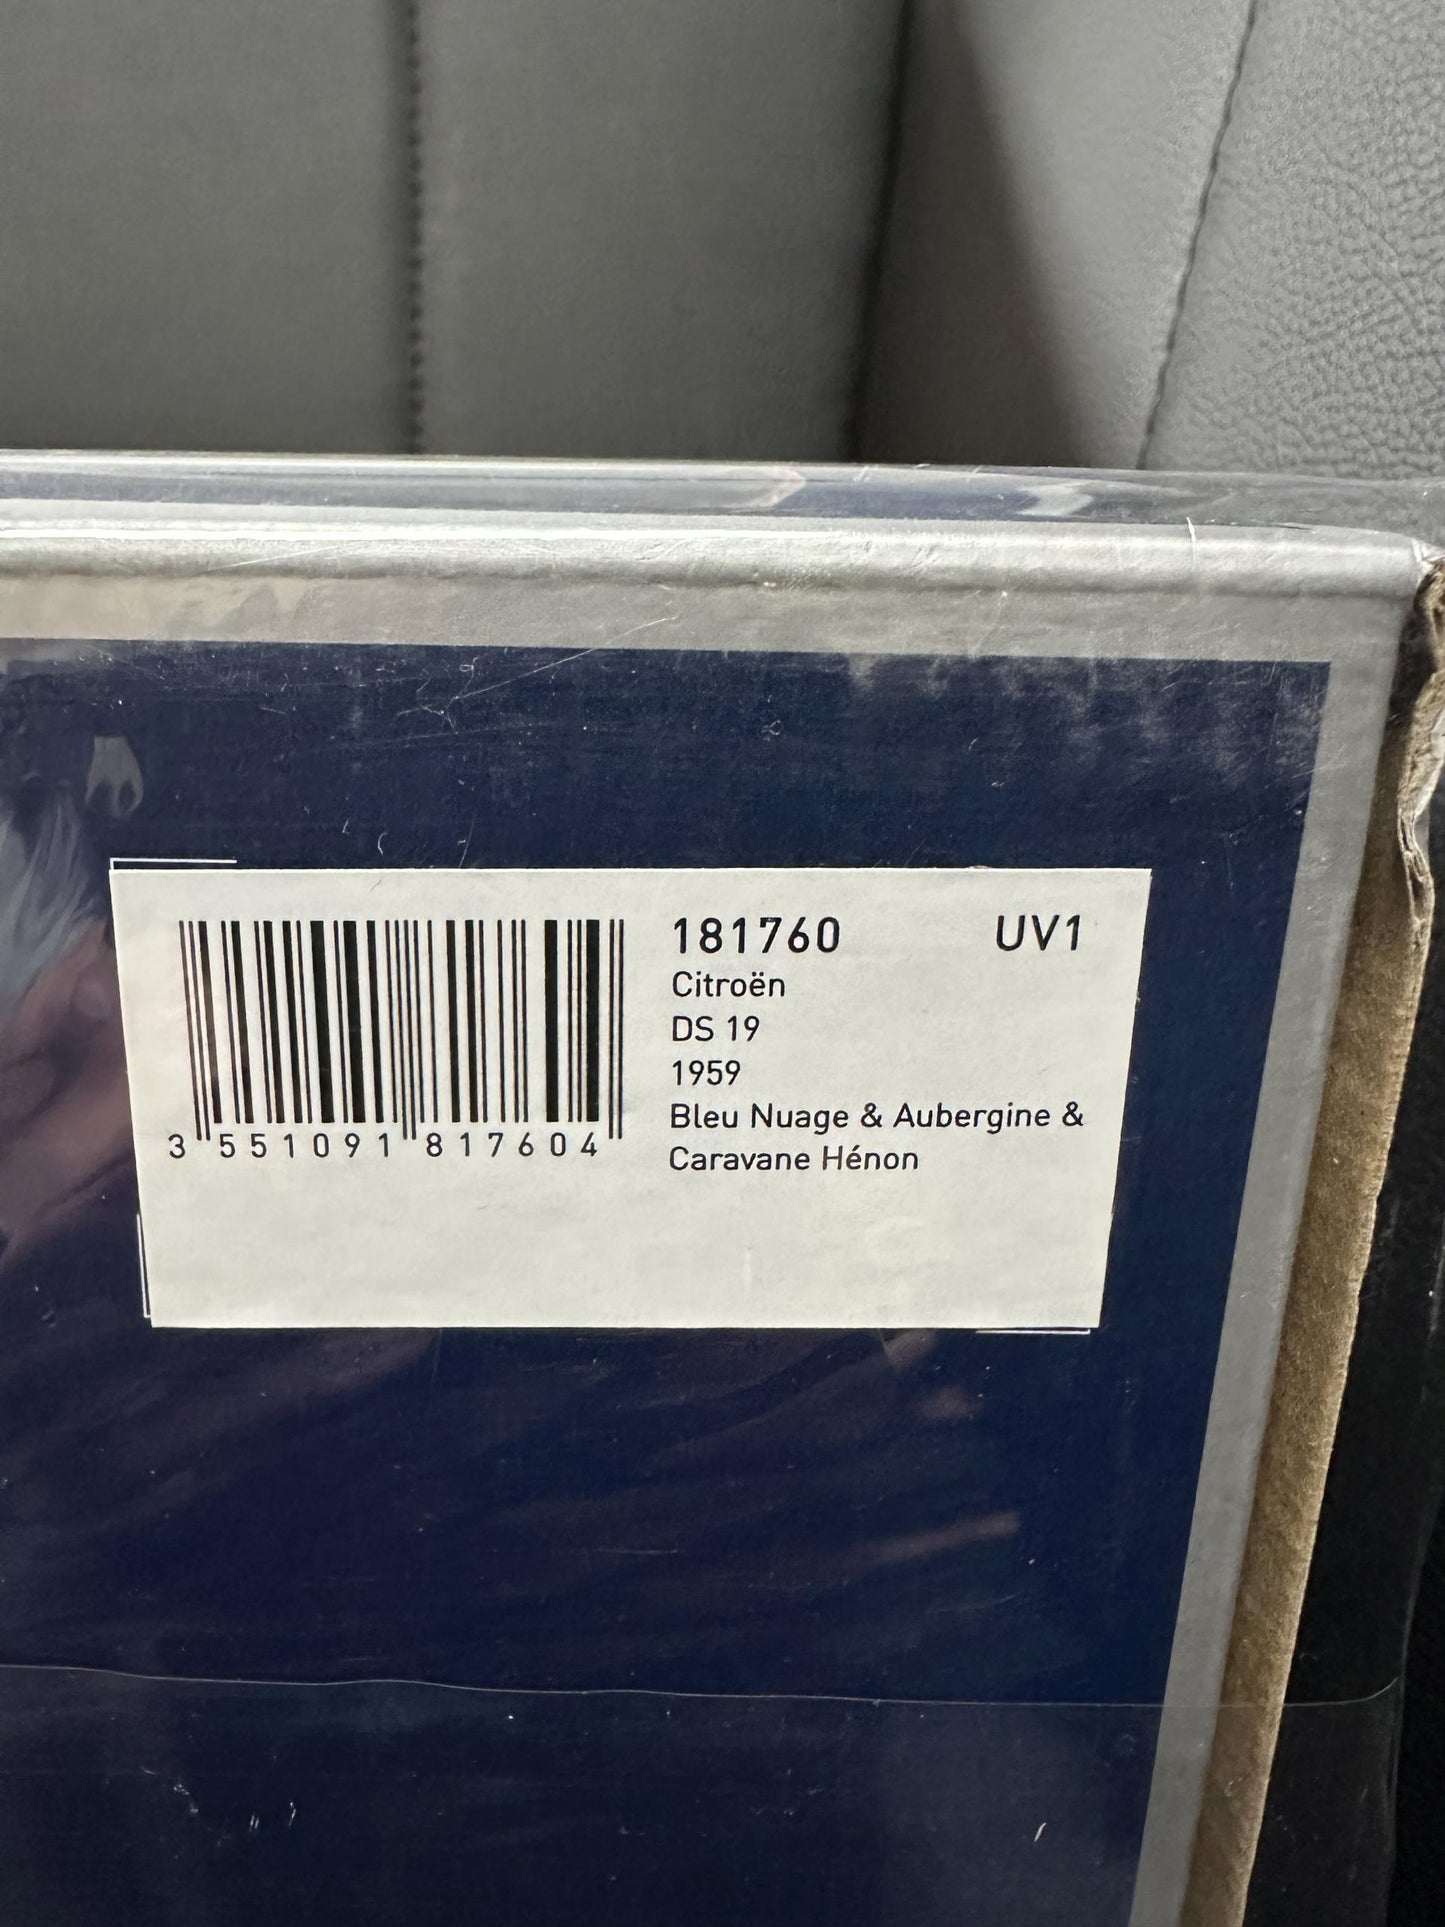 181760 UV1
Citroën
DS 19
1959
Bleu Nuage & Aubergine &
Caravane Hénon
3 551091 817604